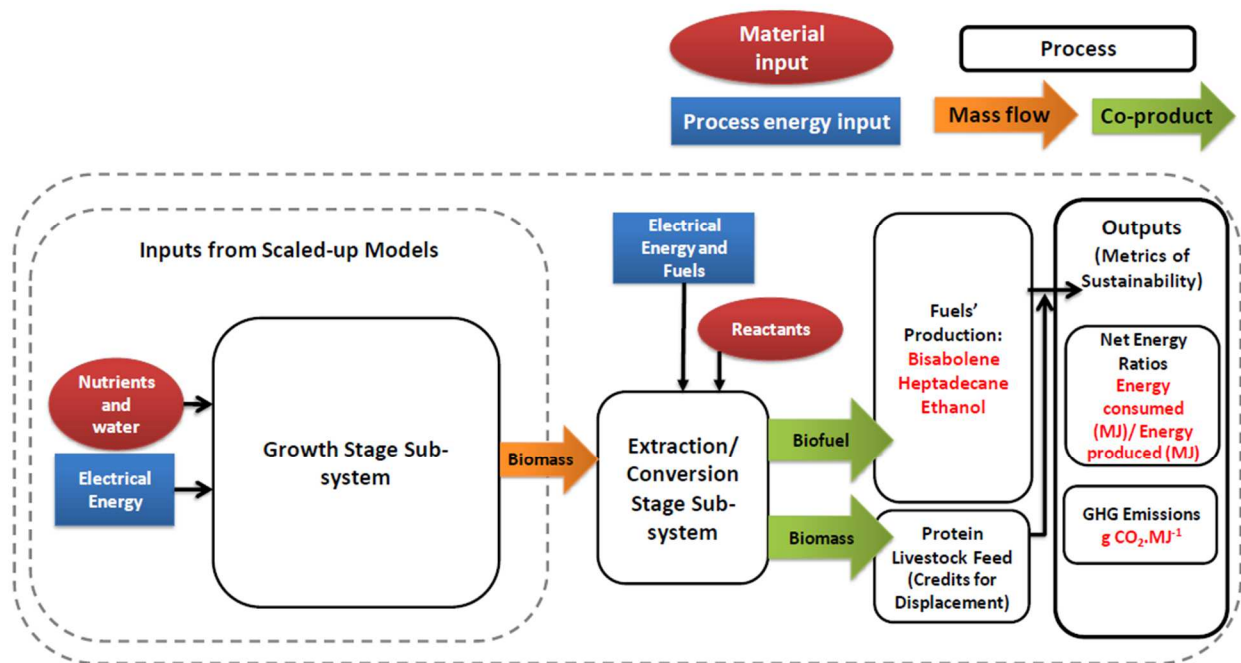 Material
input
Process
Process energy input
Mass flow
Co-product
Inputs from Scaled-up Models
Nutrients
and
water
Electrical
Energy
Growth Stage Sub-
system
Biomass
Electrical
Energy and
Fuels
Reactants
Extraction/
Conversion
Stage Sub-
system
Biofuel
Biomass
Fuels'
Production:
Bisabolene
Heptadecane
Ethanol
Protein
Livestock Feed
(Credits for
Displacement)
Outputs
(Metrics of
Sustainability)
Net Energy
Ratios
Energy
consumed
(MJ)/ Energy
produced (MJ)
GHG Emissions
g CO₂.MJ⁻¹